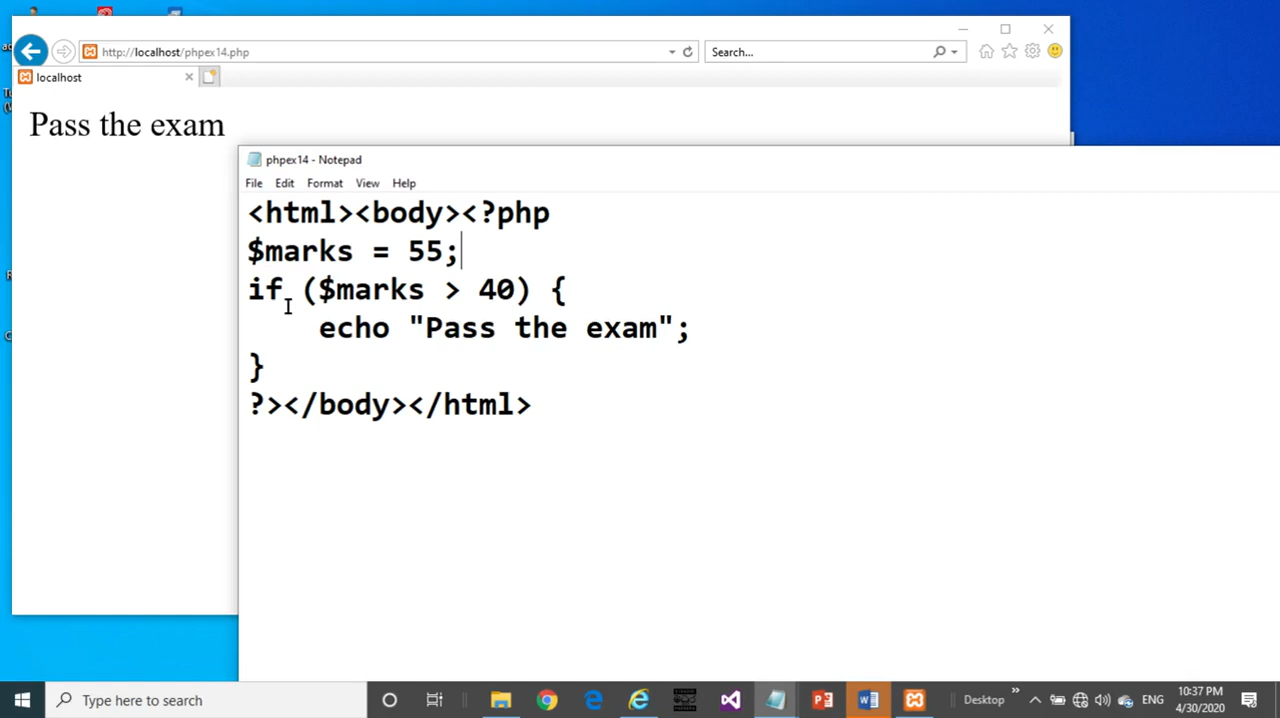 http://localhost/phpex14.php
Search...
localhost
Pass the exam
phpex14 - Notepad
File Edit Format View Help
<html><body><?php
$marks = 55;
if ($marks > 40) {
echo "Pass the exam";
}
?></body></html>
Type here to search
Desktop
ENG
10:37 PM
4/30/2020